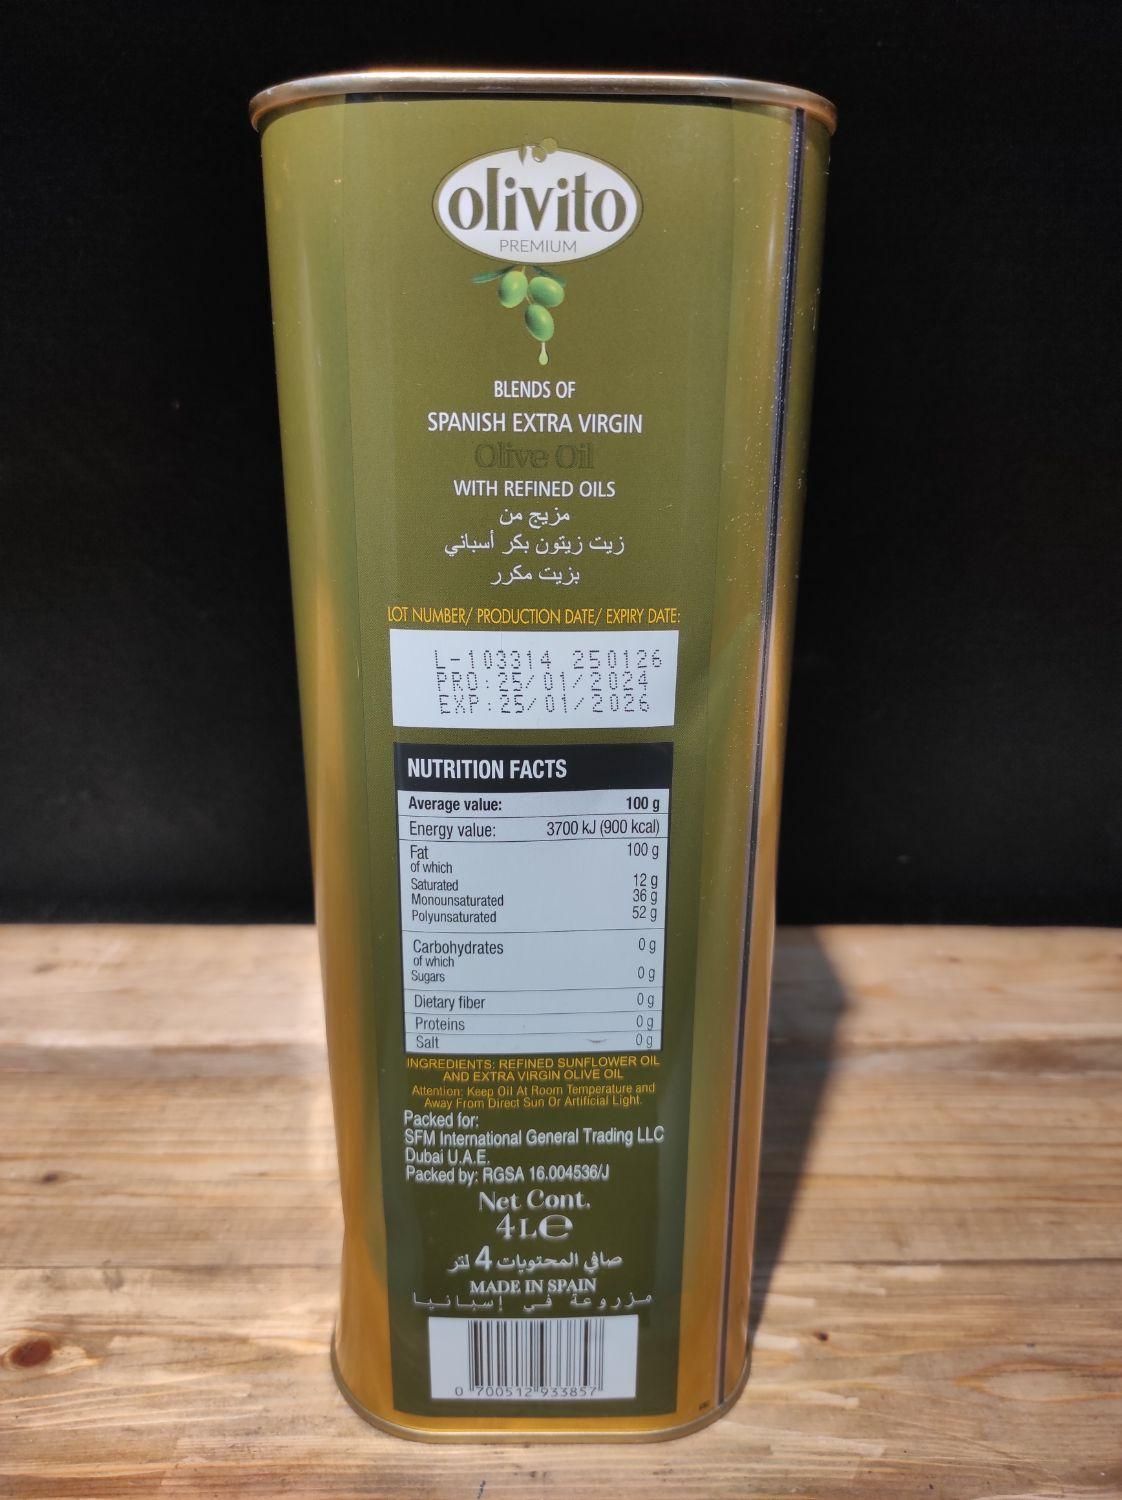 olivito
PREMIUM
BLENDS OF
SPANISH EXTRA VIRGIN
Olive Oil
WITH REFINED OILS
مزيج من
زيت زيتون بكر أسباني
بزيت مكرر
LOT NUMBER/ PRODUCTION DATE/ EXPIRY DATE:
L-103314 250126
PRO:25/01/2024
EXP:25/01/2026
NUTRITION FACTS
Average value: 100 g
Energy value: 3700 kJ (900 kcal)
Fat 100 g
of which
Saturated 12 g
Monounsaturated 36 g
Polyunsaturated 52 g
Carbohydrates 0 g
of which
Sugars 0 g
Dietary fiber 0 g
Proteins 0 g
Salt 0 g
INGREDIENTS: REFINED SUNFLOWER OIL
AND EXTRA VIRGIN OLIVE OIL
Attention: Keep Oil At Room Temperature and
Away From Direct Sun Or Artificial Light.
Packed for:
SFM International General Trading LLC
Dubai U.A.E.
Packed by: RGSA 16.004536/J
Net Cont.
4L℮
صافي المحتويات 4 لتر
MADE IN SPAIN
مزروعة في إسبانيا
0 700512 933857